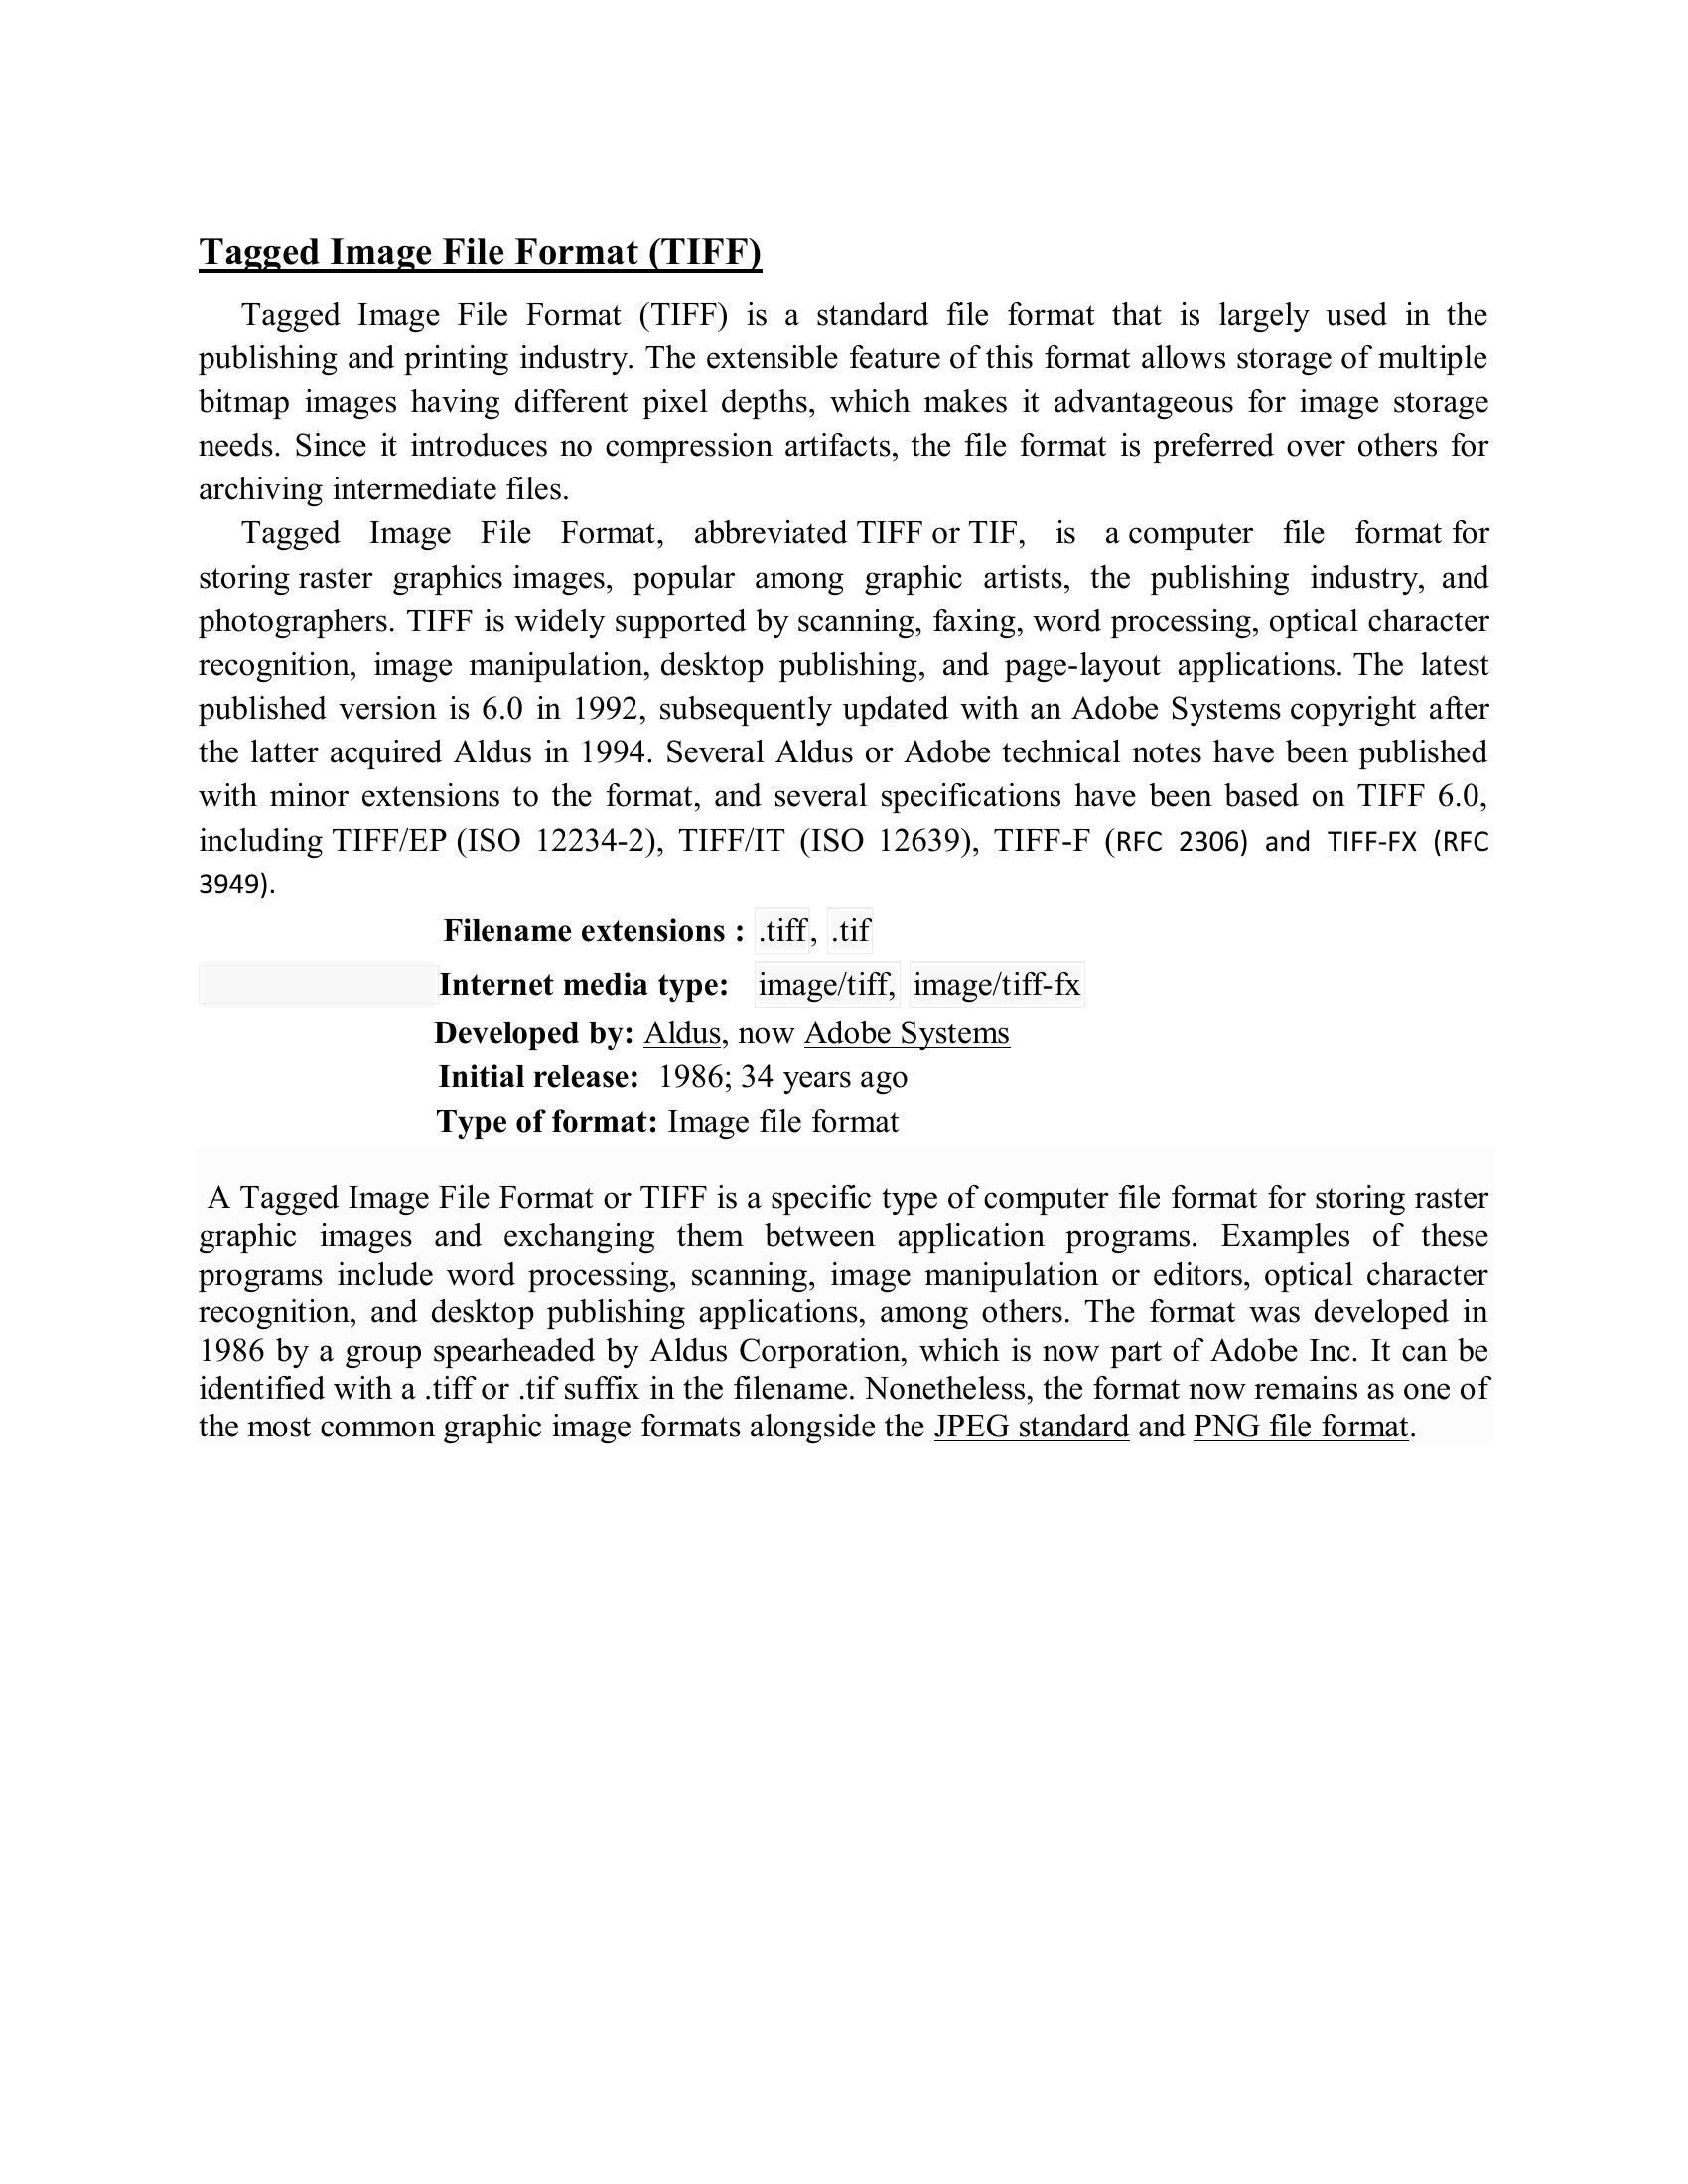 Tagged Image File Format (TIFF)
Tagged Image File Format (TIFF) is a standard file format that is largely used in the
publishing and printing industry. The extensible feature of this format allows storage of multiple
bitmap images having different pixel depths, which makes it advantageous for image storage
needs. Since it introduces no compression artifacts, the file format is preferred over others for
archiving intermediate files.
Tagged Image File Format, abbreviated TIFF or TIF, is a computer file format for
storing raster graphics images, popular among graphic artists, the publishing industry, and
photographers. TIFF is widely supported by scanning, faxing, word processing, optical character
recognition, image manipulation, desktop publishing, and page-layout applications. The latest
published version is 6.0 in 1992, subsequently updated with an Adobe Systems copyright after
the latter acquired Aldus in 1994. Several Aldus or Adobe technical notes have been published
with minor extensions to the format, and several specifications have been based on TIFF 6.0,
including TIFF/EP (ISO 12234-2), TIFF/IT (ISO 12639), TIFF-F (RFC 2306) and TIFF-FX (RFC
3949).
Filename extensions : .tiff, .tif
Internet media type: image/tiff, image/tiff-fx
Developed by: Aldus, now Adobe Systems
Initial release: 1986; 34 years ago
Type of format: Image file format
A Tagged Image File Format or TIFF is a specific type of computer file format for storing raster
graphic images and exchanging them between application programs. Examples of these
programs include word processing, scanning, image manipulation or editors, optical character
recognition, and desktop publishing applications, among others. The format was developed in
1986 by a group spearheaded by Aldus Corporation, which is now part of Adobe Inc. It can be
identified with a .tiff or .tif suffix in the filename. Nonetheless, the format now remains as one of
the most common graphic image formats alongside the JPEG standard and PNG file format.